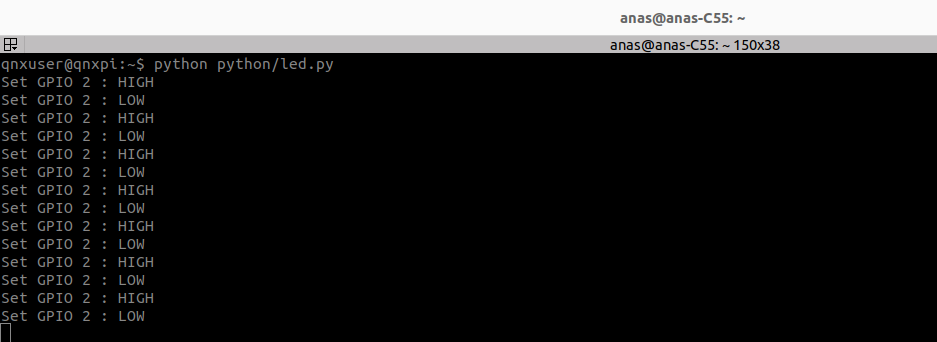 anas@anas-C55: ~
anas@anas-C55: ~ 150x38
qnxuser@qnxpi:~$ python python/led.py
Set GPIO 2 : HIGH
Set GPIO 2 : LOW
Set GPIO 2 : HIGH
Set GPIO 2 : LOW
Set GPIO 2 : HIGH
Set GPIO 2 : LOW
Set GPIO 2 : HIGH
Set GPIO 2 : LOW
Set GPIO 2 : HIGH
Set GPIO 2 : LOW
Set GPIO 2 : HIGH
Set GPIO 2 : LOW
Set GPIO 2 : HIGH
Set GPIO 2 : LOW